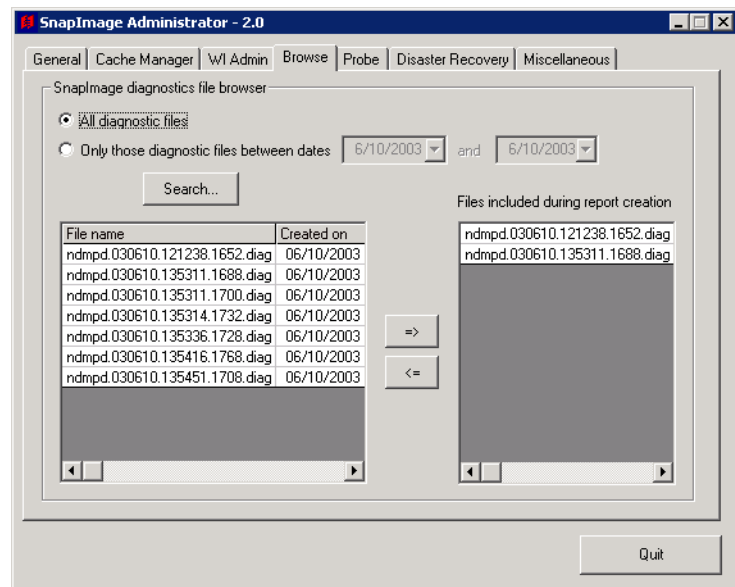 SnapImage Administrator - 2.0
General Cache Manager WI Admin Browse Probe Disaster Recovery Miscellaneous
SnapImage diagnostics file browser
All diagnostic files
Only those diagnostic files between dates 6/10/2003 and 6/10/2003
Search...
Files included during report creation
File name Created on
ndmpd.030610.121238.1652.diag 06/10/2003
ndmpd.030610.135311.1688.diag 06/10/2003
ndmpd.030610.135311.1700.diag 06/10/2003
ndmpd.030610.135314.1732.diag 06/10/2003
ndmpd.030610.135336.1728.diag 06/10/2003
ndmpd.030610.135416.1768.diag 06/10/2003
ndmpd.030610.135451.1708.diag 06/10/2003
=>
<=
ndmpd.030610.121238.1652.diag
ndmpd.030610.135311.1688.diag
Quit